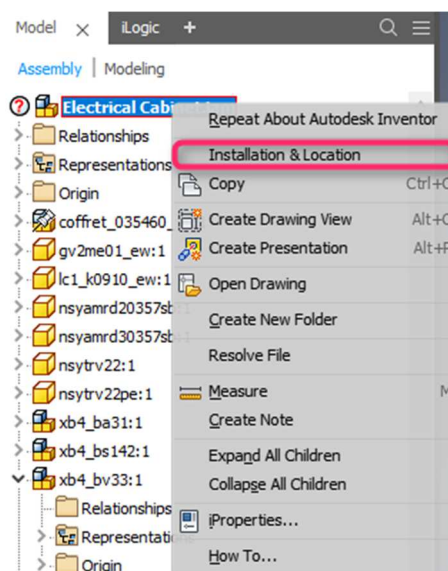 Model × iLogic +
Assembly | Modeling
Electrical Cabi
Relationships
Representations
Origin
coffret_035460_
gv2me01_ew:1
lc1_k0910_ew:1
nsyamrd20357sb
nsyamrd30357sb
nsytrv22:1
nsytrv22pe:1
xb4_ba31:1
xb4_bs142:1
xb4_bv33:1
Relationships
Representati
Origin
Repeat About Autodesk Inventor
Installation & Location
Copy Ctrl+C
Create Drawing View Alt+C
Create Presentation Alt+P
Open Drawing
Create New Folder
Resolve File
Measure M
Create Note
Expand All Children
Collapse All Children
iProperties...
How To...